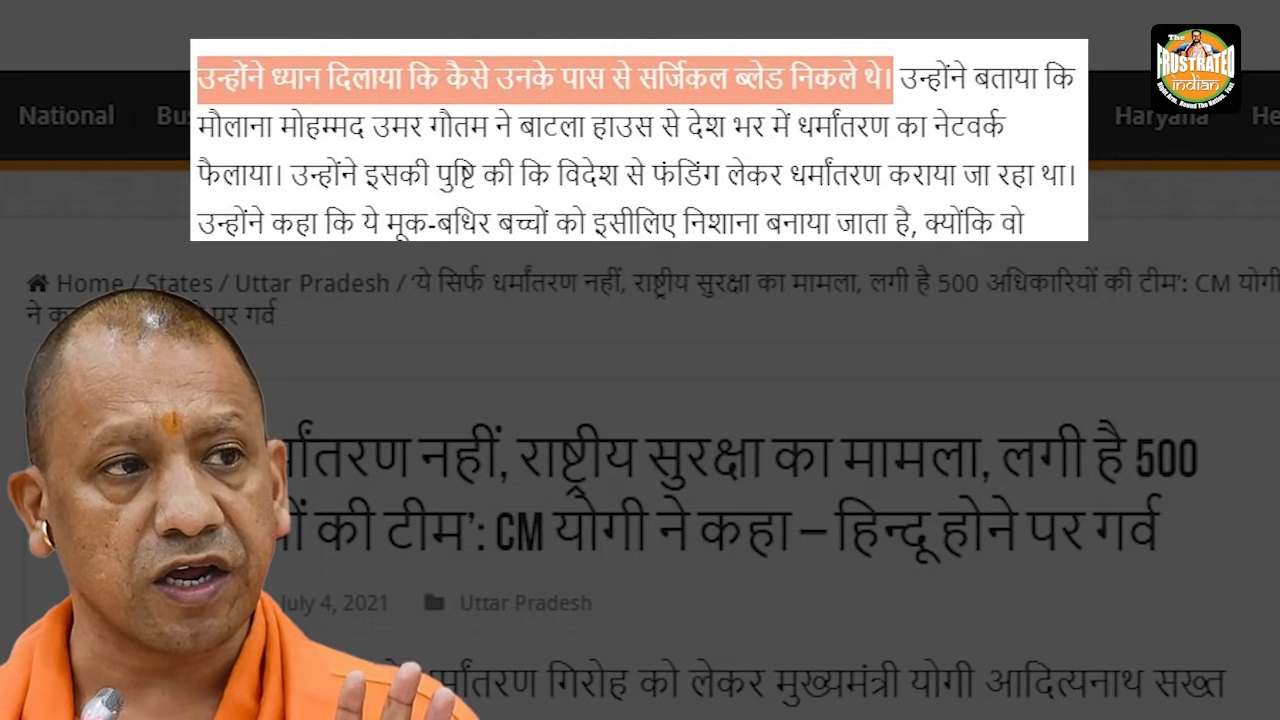 The
FRUSTRATED
indian
उन्होंने ध्यान दिलाया कि कैसे उनके पास से सर्जिकल ब्लेड निकले थे। उन्होंने बताया कि
मौलाना मोहम्मद उमर गौतम ने बाटला हाउस से देश भर में धर्मांतरण का नेटवर्क
फैलाया। उन्होंने इसकी पुष्टि की कि विदेश से फंडिंग लेकर धर्मांतरण कराया जा रहा था।
उन्होंने कहा कि ये मूक-बधिर बच्चों को इसीलिए निशाना बनाया जाता है, क्योंकि वो
National Bus Haryana He
Home / States / Uttar Pradesh / 'ये सिर्फ धर्मांतरण नहीं, राष्ट्रीय सुरक्षा का मामला, लगी है 500 अधिकारियों की टीम': CM योगी
ने पर गर्व
र्मांतरण नहीं, राष्ट्रीय सुरक्षा का मामला, लगी है 500
की टीम': CM योगी ने कहा – हिन्दू होने पर गर्व
July 4, 2021 Uttar Pradesh
र्मांतरण गिरोह को लेकर मुख्यमंत्री योगी आदित्यनाथ सख्त